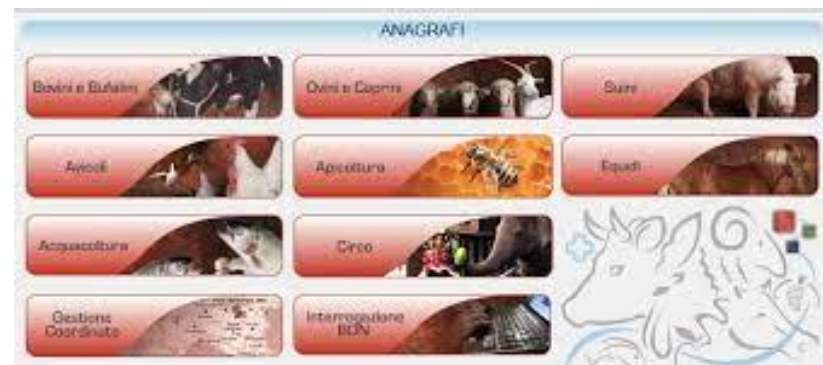 ANAGRAFI
Bovini e Bufalini
Ovini e Caprini
Suini
Avicoli
Apicoltura
Equidi
Acquacoltura
Circo
Gestione
Coordinate
Interrogazione
BDN